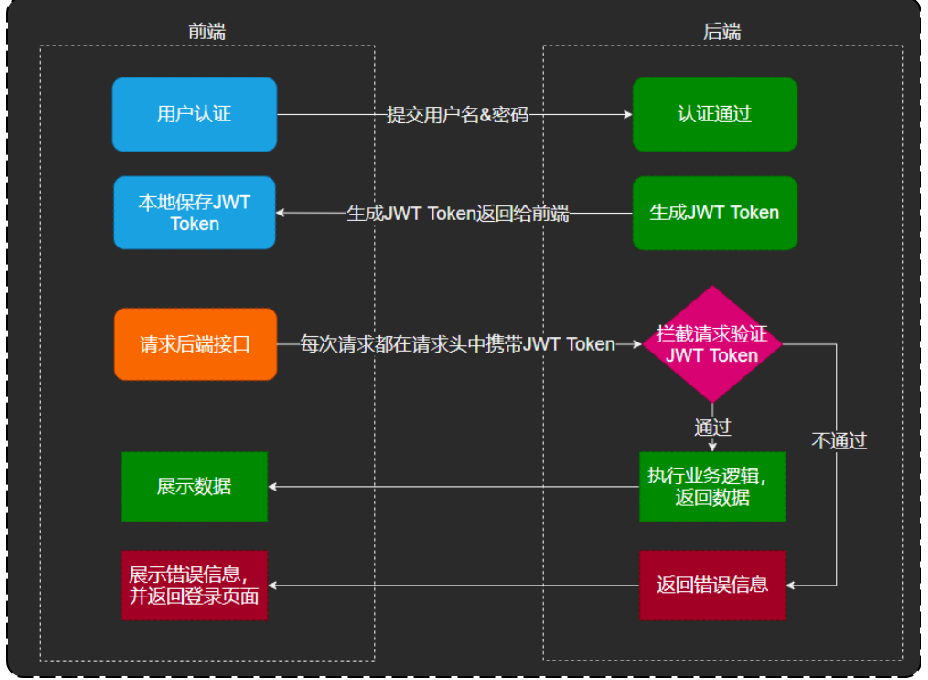 前端
后端
用户认证
提交用户名&密码
认证通过
本地保存JWT
Token
生成JWT Token返回给前端
生成JWT Token
请求后端接口
每次请求都在请求头中携带JWT Token
拦截请求验证
JWT Token
通过
不通过
展示数据
执行业务逻辑,
返回数据
展示错误信息,
并返回登录页面
返回错误信息